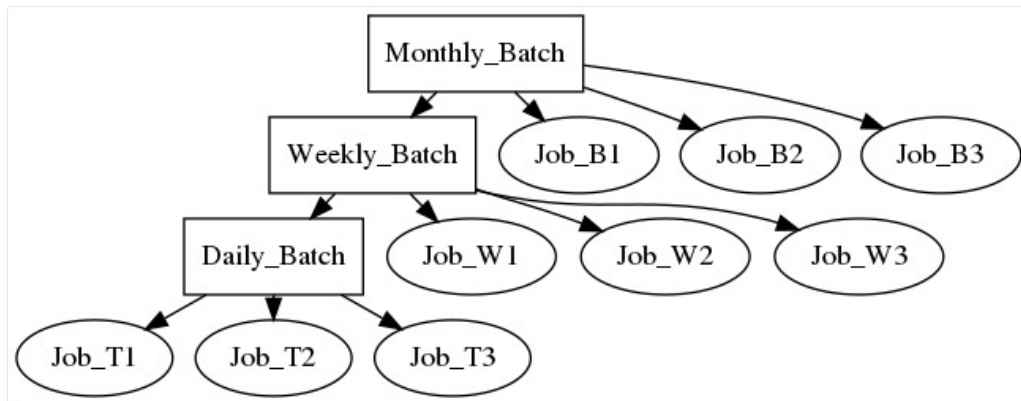 Monthly_Batch
Weekly_Batch
Job_B1
Job_B2
Job_B3
Daily_Batch
Job_W1
Job_W2
Job_W3
Job_T1
Job_T2
Job_T3